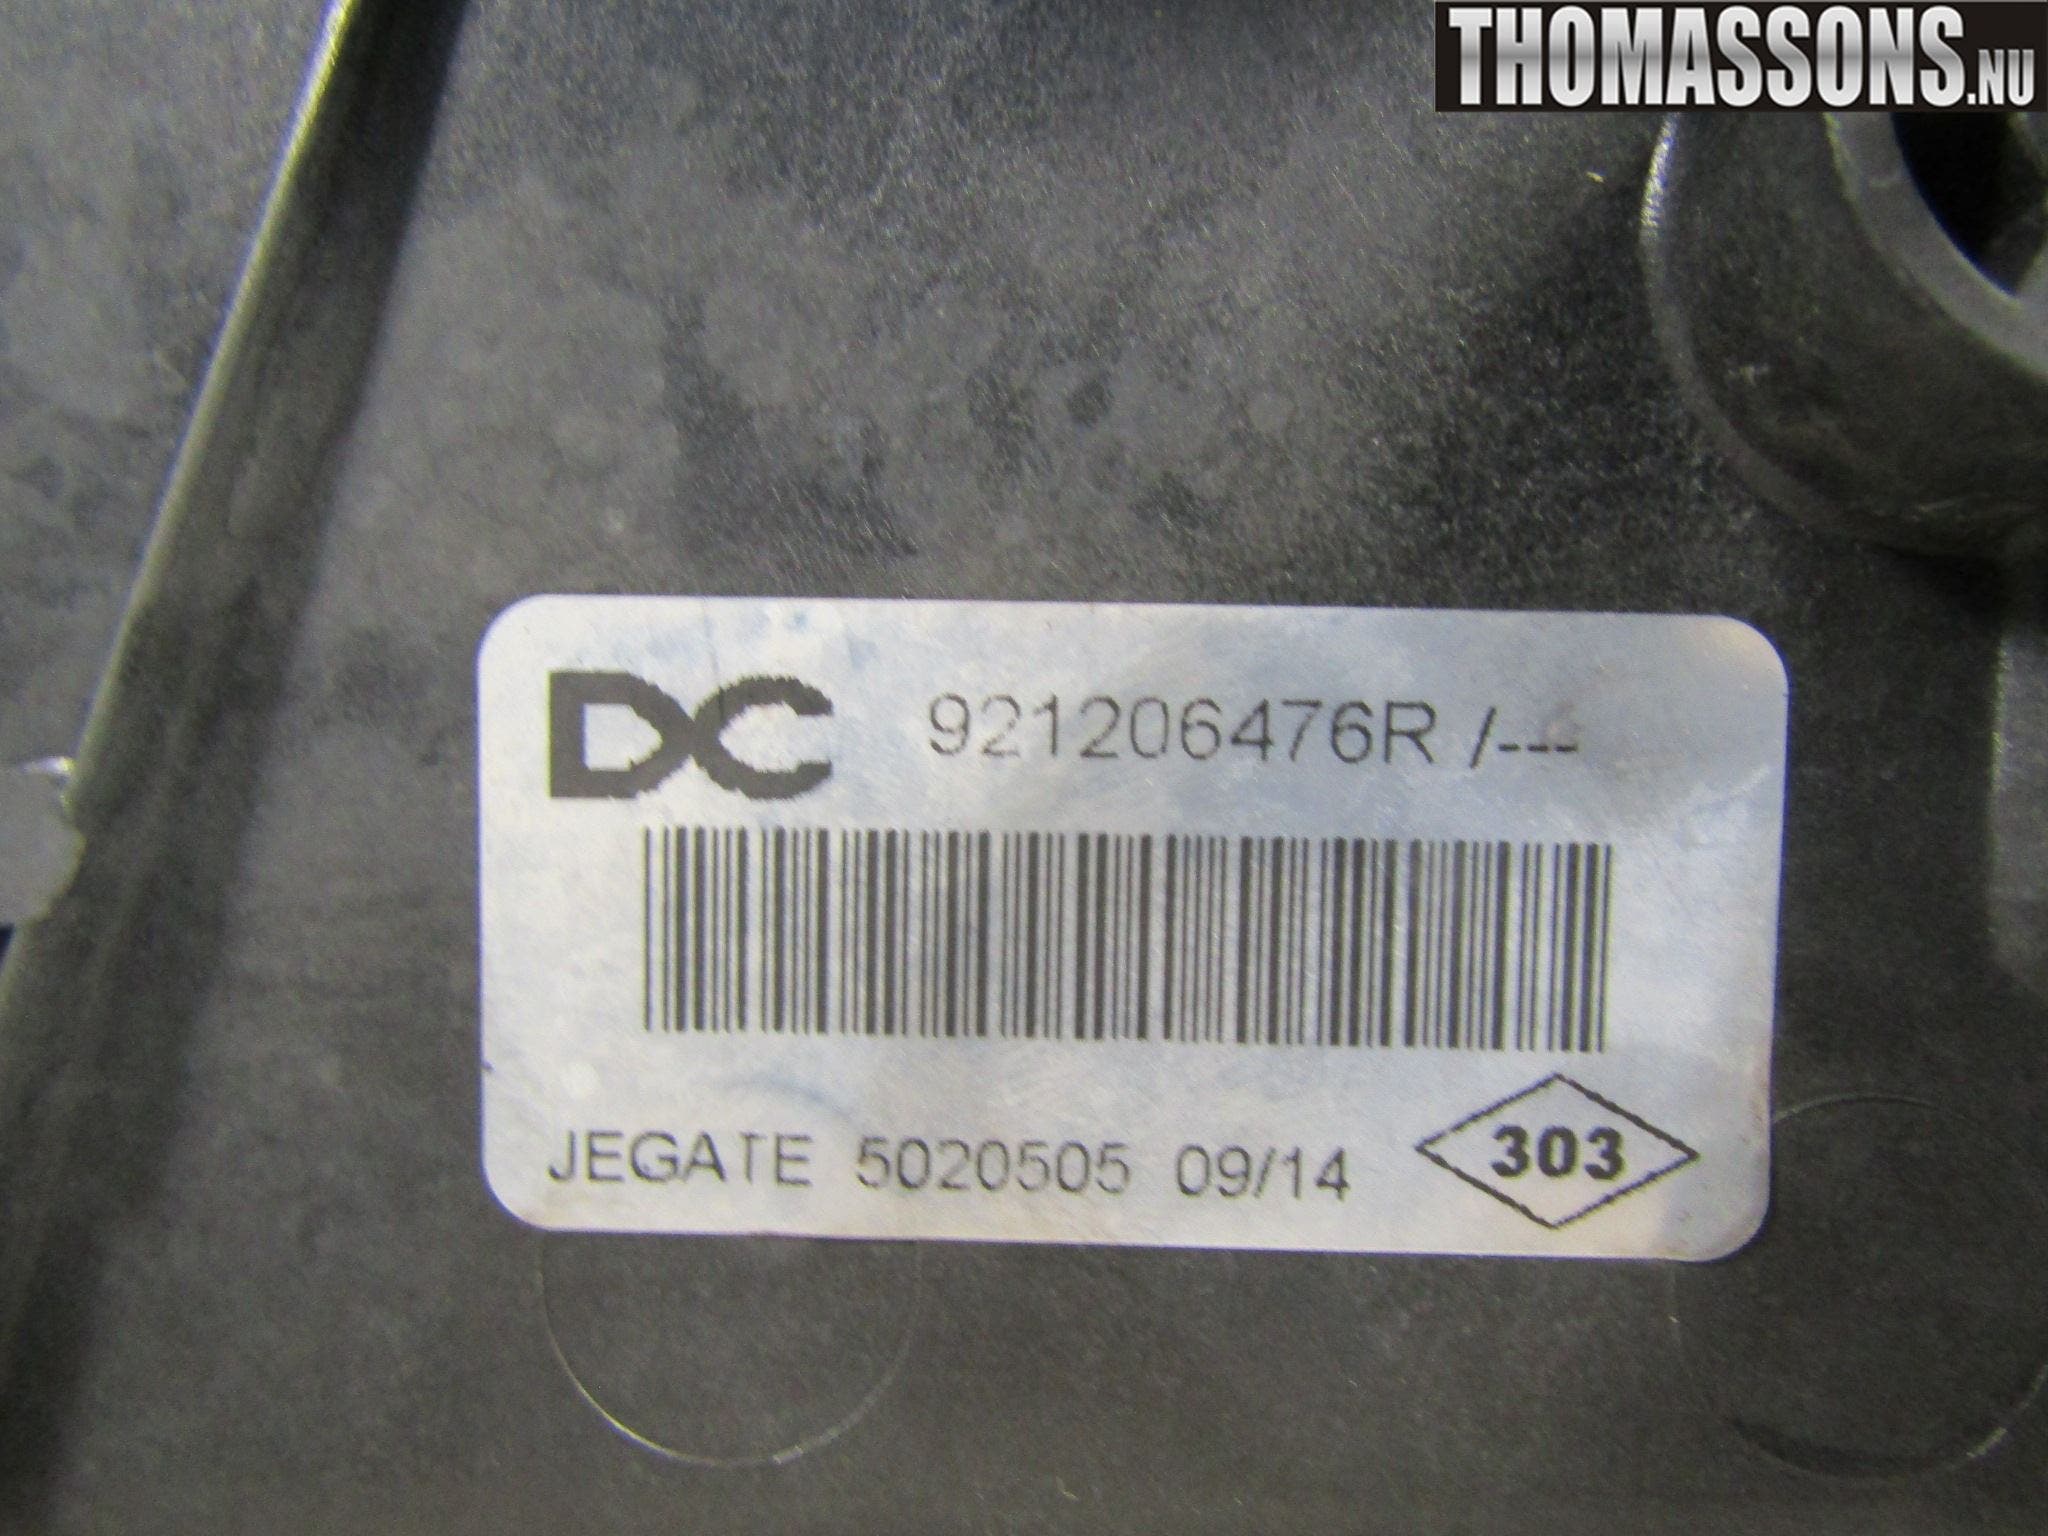 THOMASSONS.NU
DC 921206476R /---
JEGATE 5020505 09/14 303